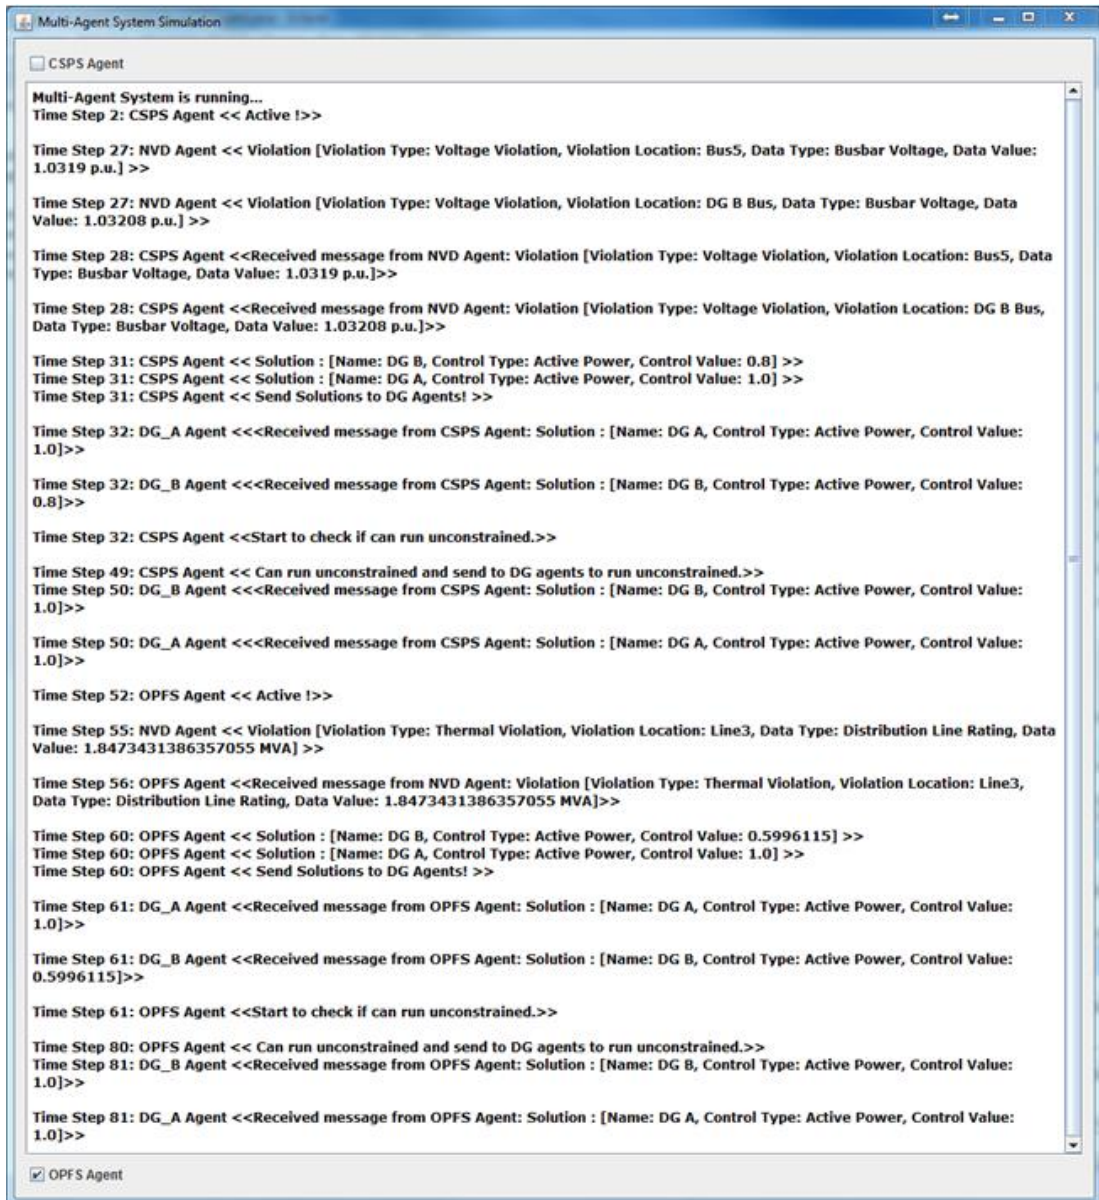 Multi-Agent System Simulation
CSPS Agent
Multi-Agent System is running...
Time Step 2: CSPS Agent << Active !>>
Time Step 27: NVD Agent << Violation [Violation Type: Voltage Violation, Violation Location: Bus5, Data Type: Busbar Voltage, Data Value:
1.0319 p.u.] >>
Time Step 27: NVD Agent << Violation [Violation Type: Voltage Violation, Violation Location: DG B Bus, Data Type: Busbar Voltage, Data
Value: 1.03208 p.u.] >>
Time Step 28: CSPS Agent <<Received message from NVD Agent: Violation [Violation Type: Voltage Violation, Violation Location: Bus5, Data
Type: Busbar Voltage, Data Value: 1.0319 p.u.]>>
Time Step 28: CSPS Agent <<Received message from NVD Agent: Violation [Violation Type: Voltage Violation, Violation Location: DG B Bus,
Data Type: Busbar Voltage, Data Value: 1.03208 p.u.]>>
Time Step 31: CSPS Agent << Solution : [Name: DG B, Control Type: Active Power, Control Value: 0.8] >>
Time Step 31: CSPS Agent << Solution : [Name: DG A, Control Type: Active Power, Control Value: 1.0] >>
Time Step 31: CSPS Agent << Send Solutions to DG Agents! >>
Time Step 32: DG_A Agent <<<Received message from CSPS Agent: Solution : [Name: DG A, Control Type: Active Power, Control Value:
1.0]>>
Time Step 32: DG_B Agent <<<Received message from CSPS Agent: Solution : [Name: DG B, Control Type: Active Power, Control Value:
0.8]>>
Time Step 32: CSPS Agent <<Start to check if can run unconstrained.>>
Time Step 49: CSPS Agent << Can run unconstrained and send to DG agents to run unconstrained.>>
Time Step 50: DG_B Agent <<<Received message from CSPS Agent: Solution : [Name: DG B, Control Type: Active Power, Control Value:
1.0]>>
Time Step 50: DG_A Agent <<<Received message from CSPS Agent: Solution : [Name: DG A, Control Type: Active Power, Control Value:
1.0]>>
Time Step 52: OPFS Agent << Active !>>
Time Step 55: NVD Agent << Violation [Violation Type: Thermal Violation, Violation Location: Line3, Data Type: Distribution Line Rating, Data
Value: 1.8473431386357055 MVA] >>
Time Step 56: OPFS Agent <<Received message from NVD Agent: Violation [Violation Type: Thermal Violation, Violation Location: Line3,
Data Type: Distribution Line Rating, Data Value: 1.8473431386357055 MVA]>>
Time Step 60: OPFS Agent << Solution : [Name: DG B, Control Type: Active Power, Control Value: 0.5996115] >>
Time Step 60: OPFS Agent << Solution : [Name: DG A, Control Type: Active Power, Control Value: 1.0] >>
Time Step 60: OPFS Agent << Send Solutions to DG Agents! >>
Time Step 61: DG_A Agent <<Received message from OPFS Agent: Solution : [Name: DG A, Control Type: Active Power, Control Value:
1.0]>>
Time Step 61: DG_B Agent <<Received message from OPFS Agent: Solution : [Name: DG B, Control Type: Active Power, Control Value:
0.5996115]>>
Time Step 61: OPFS Agent <<Start to check if can run unconstrained.>>
Time Step 80: OPFS Agent << Can run unconstrained and send to DG agents to run unconstrained.>>
Time Step 81: DG_B Agent <<Received message from OPFS Agent: Solution : [Name: DG B, Control Type: Active Power, Control Value:
1.0]>>
Time Step 81: DG_A Agent <<Received message from OPFS Agent: Solution : [Name: DG A, Control Type: Active Power, Control Value:
1.0]>>
OPFS Agent